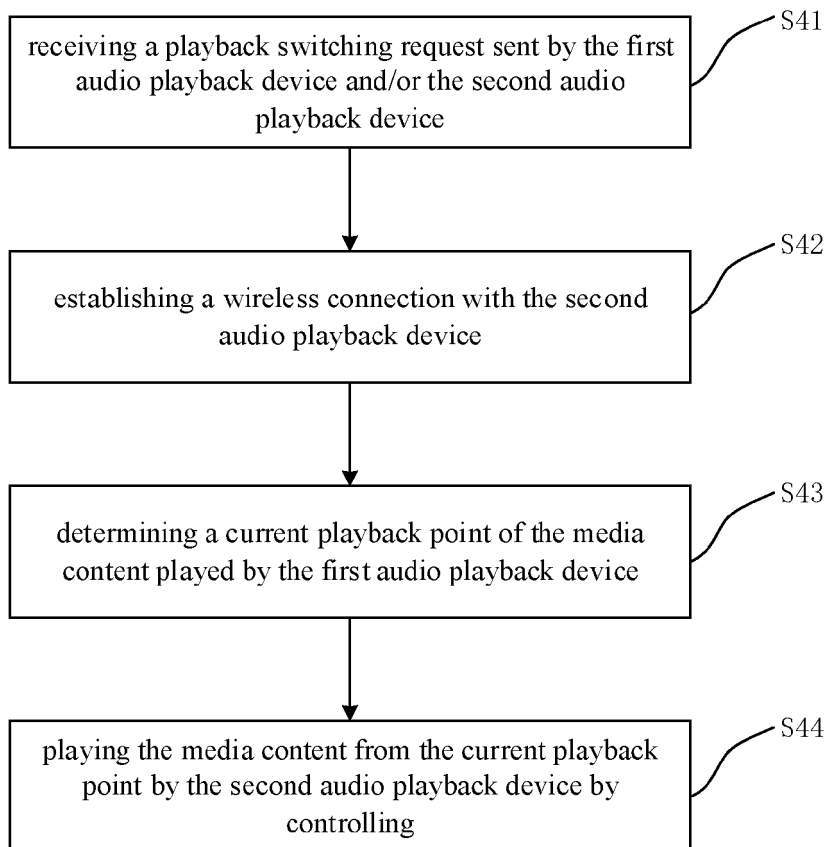 S41
receiving a playback switching request sent by the first
audio playback device and/or the second audio
playback device
S42
establishing a wireless connection with the second
audio playback device
S43
determining a current playback point of the media
content played by the first audio playback device
S44
playing the media content from the current playback
point by the second audio playback device by
controlling